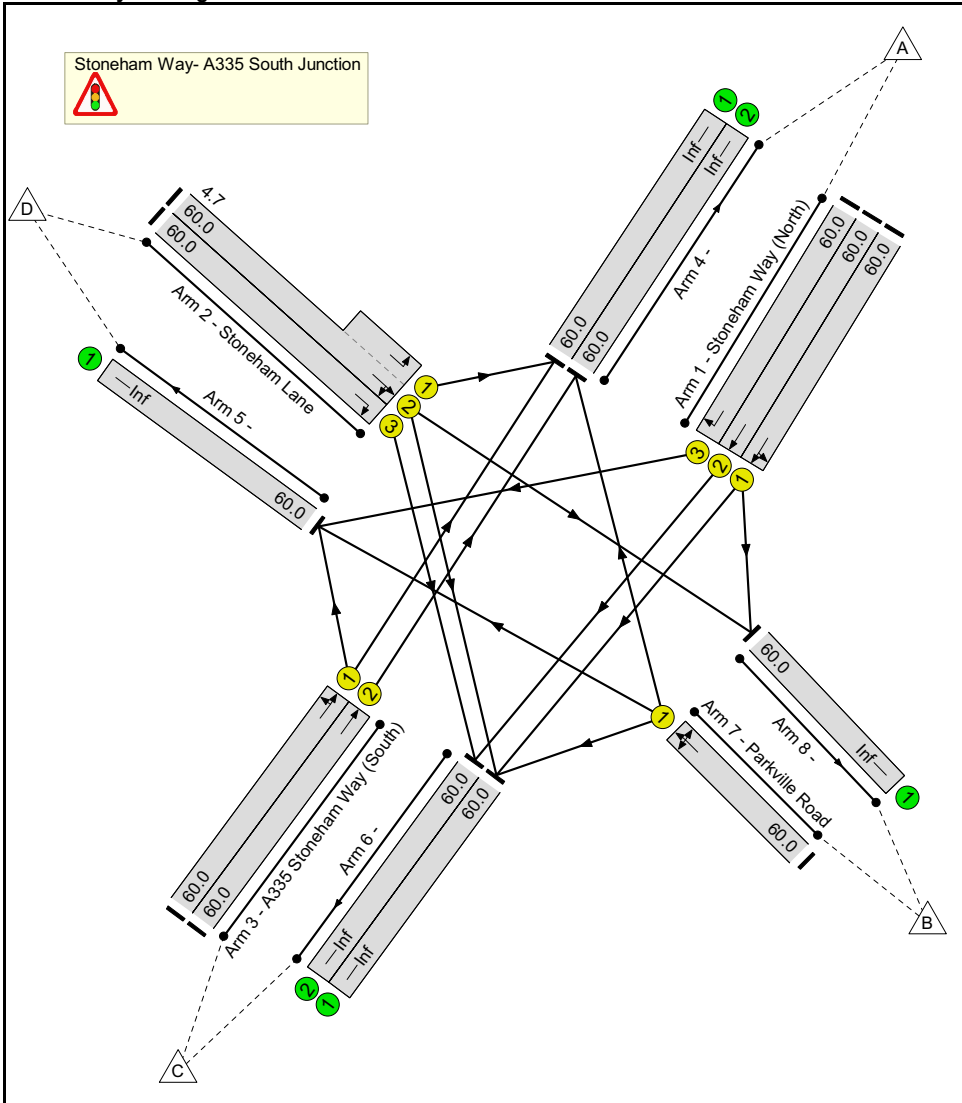 Stoneham Way- A335 South Junction
A
1
2
Inf
Inf
60.0
60.0
Arm 4 -
Arm 1 - Stoneham Way (North)
60.0
60.0
60.0
3
2
1
D
4.7
60.0
60.0
Arm 2 - Stoneham Lane
1
2
3
1
Inf
Arm 5 -
60.0
1
2
60.0
60.0
Arm 3 - A335 Stoneham Way (South)
Arm 6 -
60.0
60.0
Inf
Inf
2
1
C
1
Arm 7 - Parkville Road
60.0
60.0
Arm 8 -
Inf
1
B